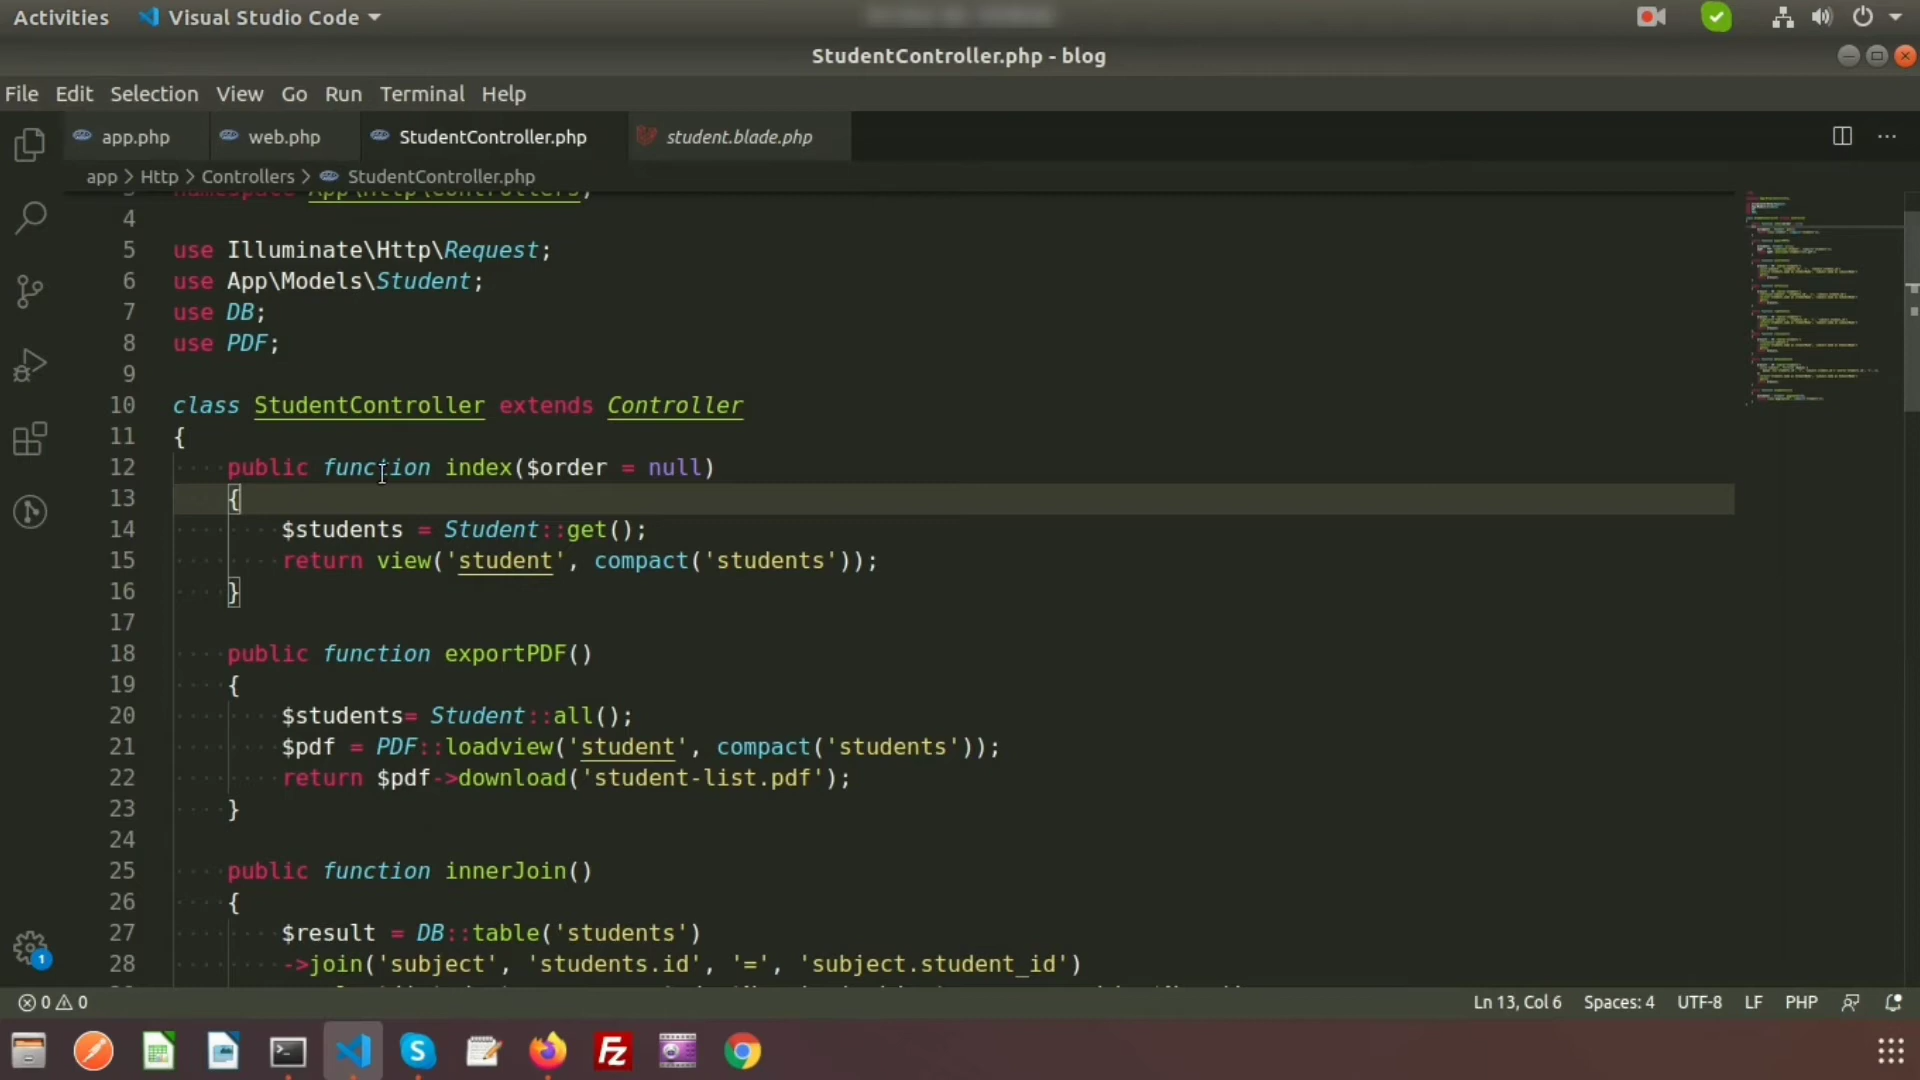 Activities Visual Studio Code
StudentController.php - blog
File Edit Selection View Go Run Terminal Help
app.php web.php StudentController.php student.blade.php
app > Http > Controllers > StudentController.php
namespace App\Http\Controllers;
4
5 use Illuminate\Http\Request;
6 use App\Models\Student;
7 use DB;
8 use PDF;
9
10 class StudentController extends Controller
11 {
12 public function index($order = null)
13 {
14 $students = Student::get();
15 return view('student', compact('students'));
16 }
17
18 public function exportPDF()
19 {
20 $students= Student::all();
21 $pdf = PDF::loadview('student', compact('students'));
22 return $pdf->download('student-list.pdf');
23 }
24
25 public function innerJoin()
26 {
27 $result = DB::table('students')
28 ->join('subject', 'students.id', '=', 'subject.student_id')
1
0 0 Ln 13, Col 6 Spaces: 4 UTF-8 LF PHP